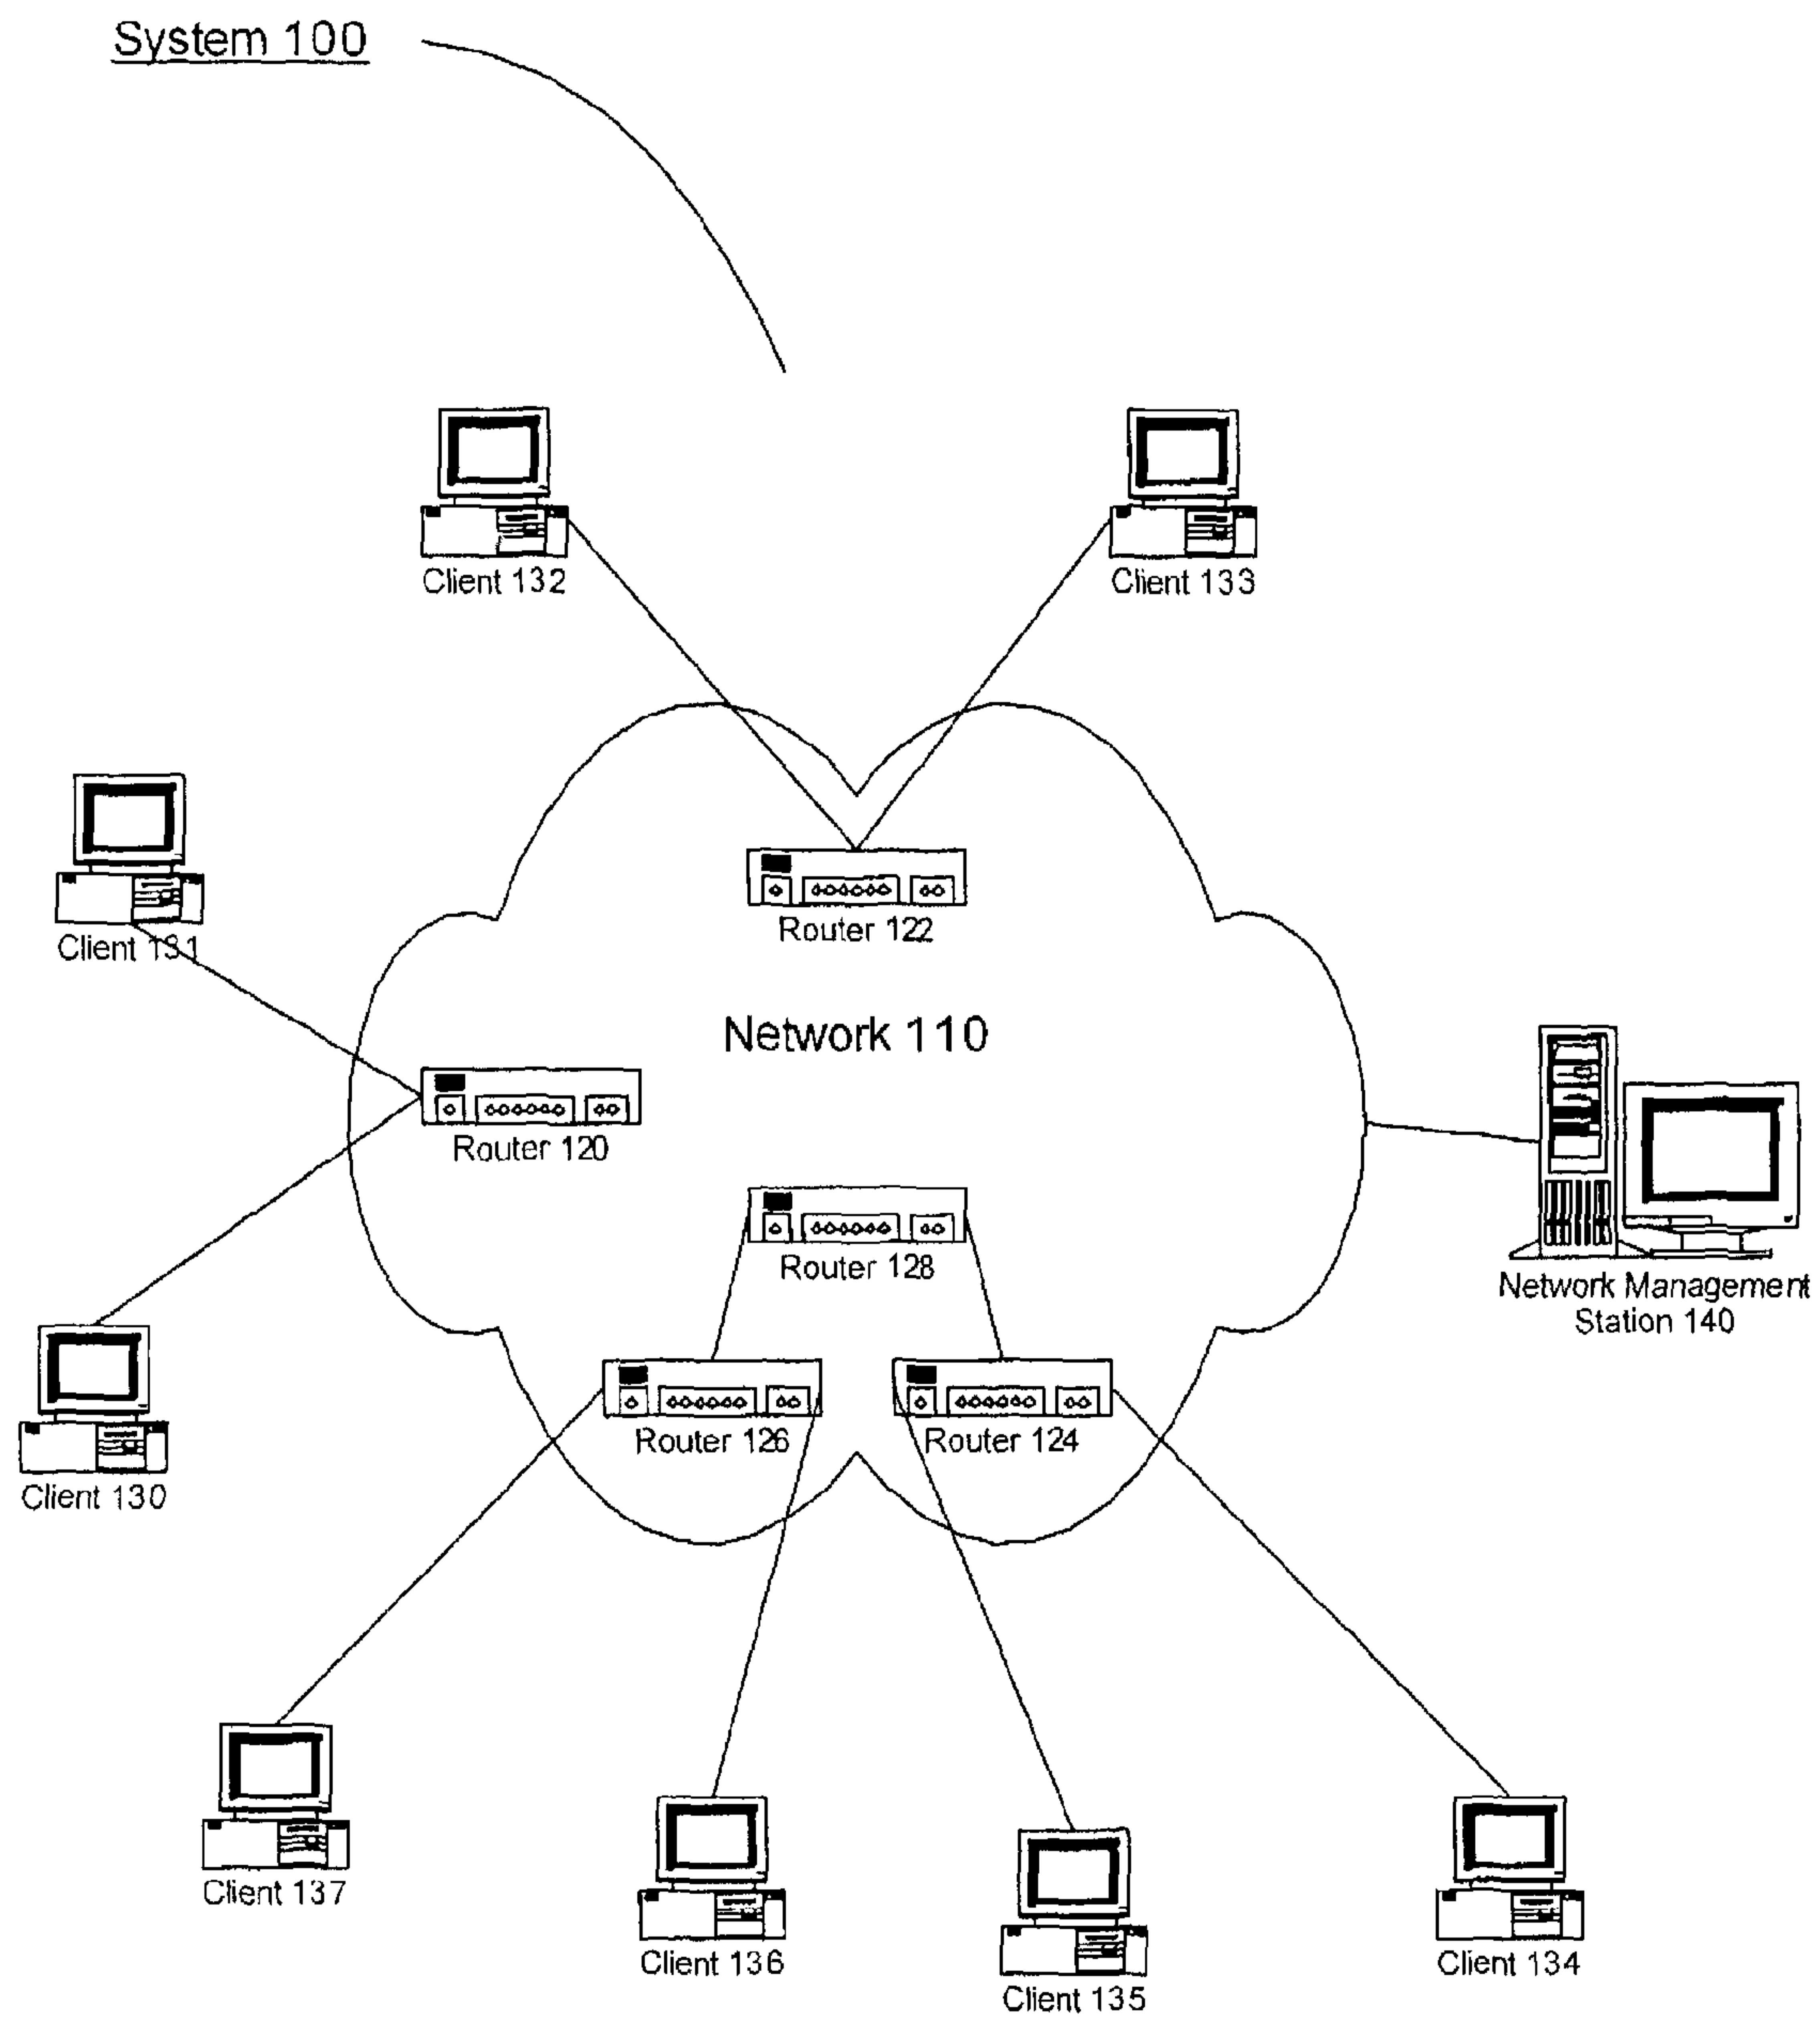 System 100
Client 132
Client 133
Client 131
Router 122
Network 110
Router 120
Router 128
Network Management
Station 140
Router 126
Router 124
Client 130
Client 137
Client 136
Client 135
Client 134